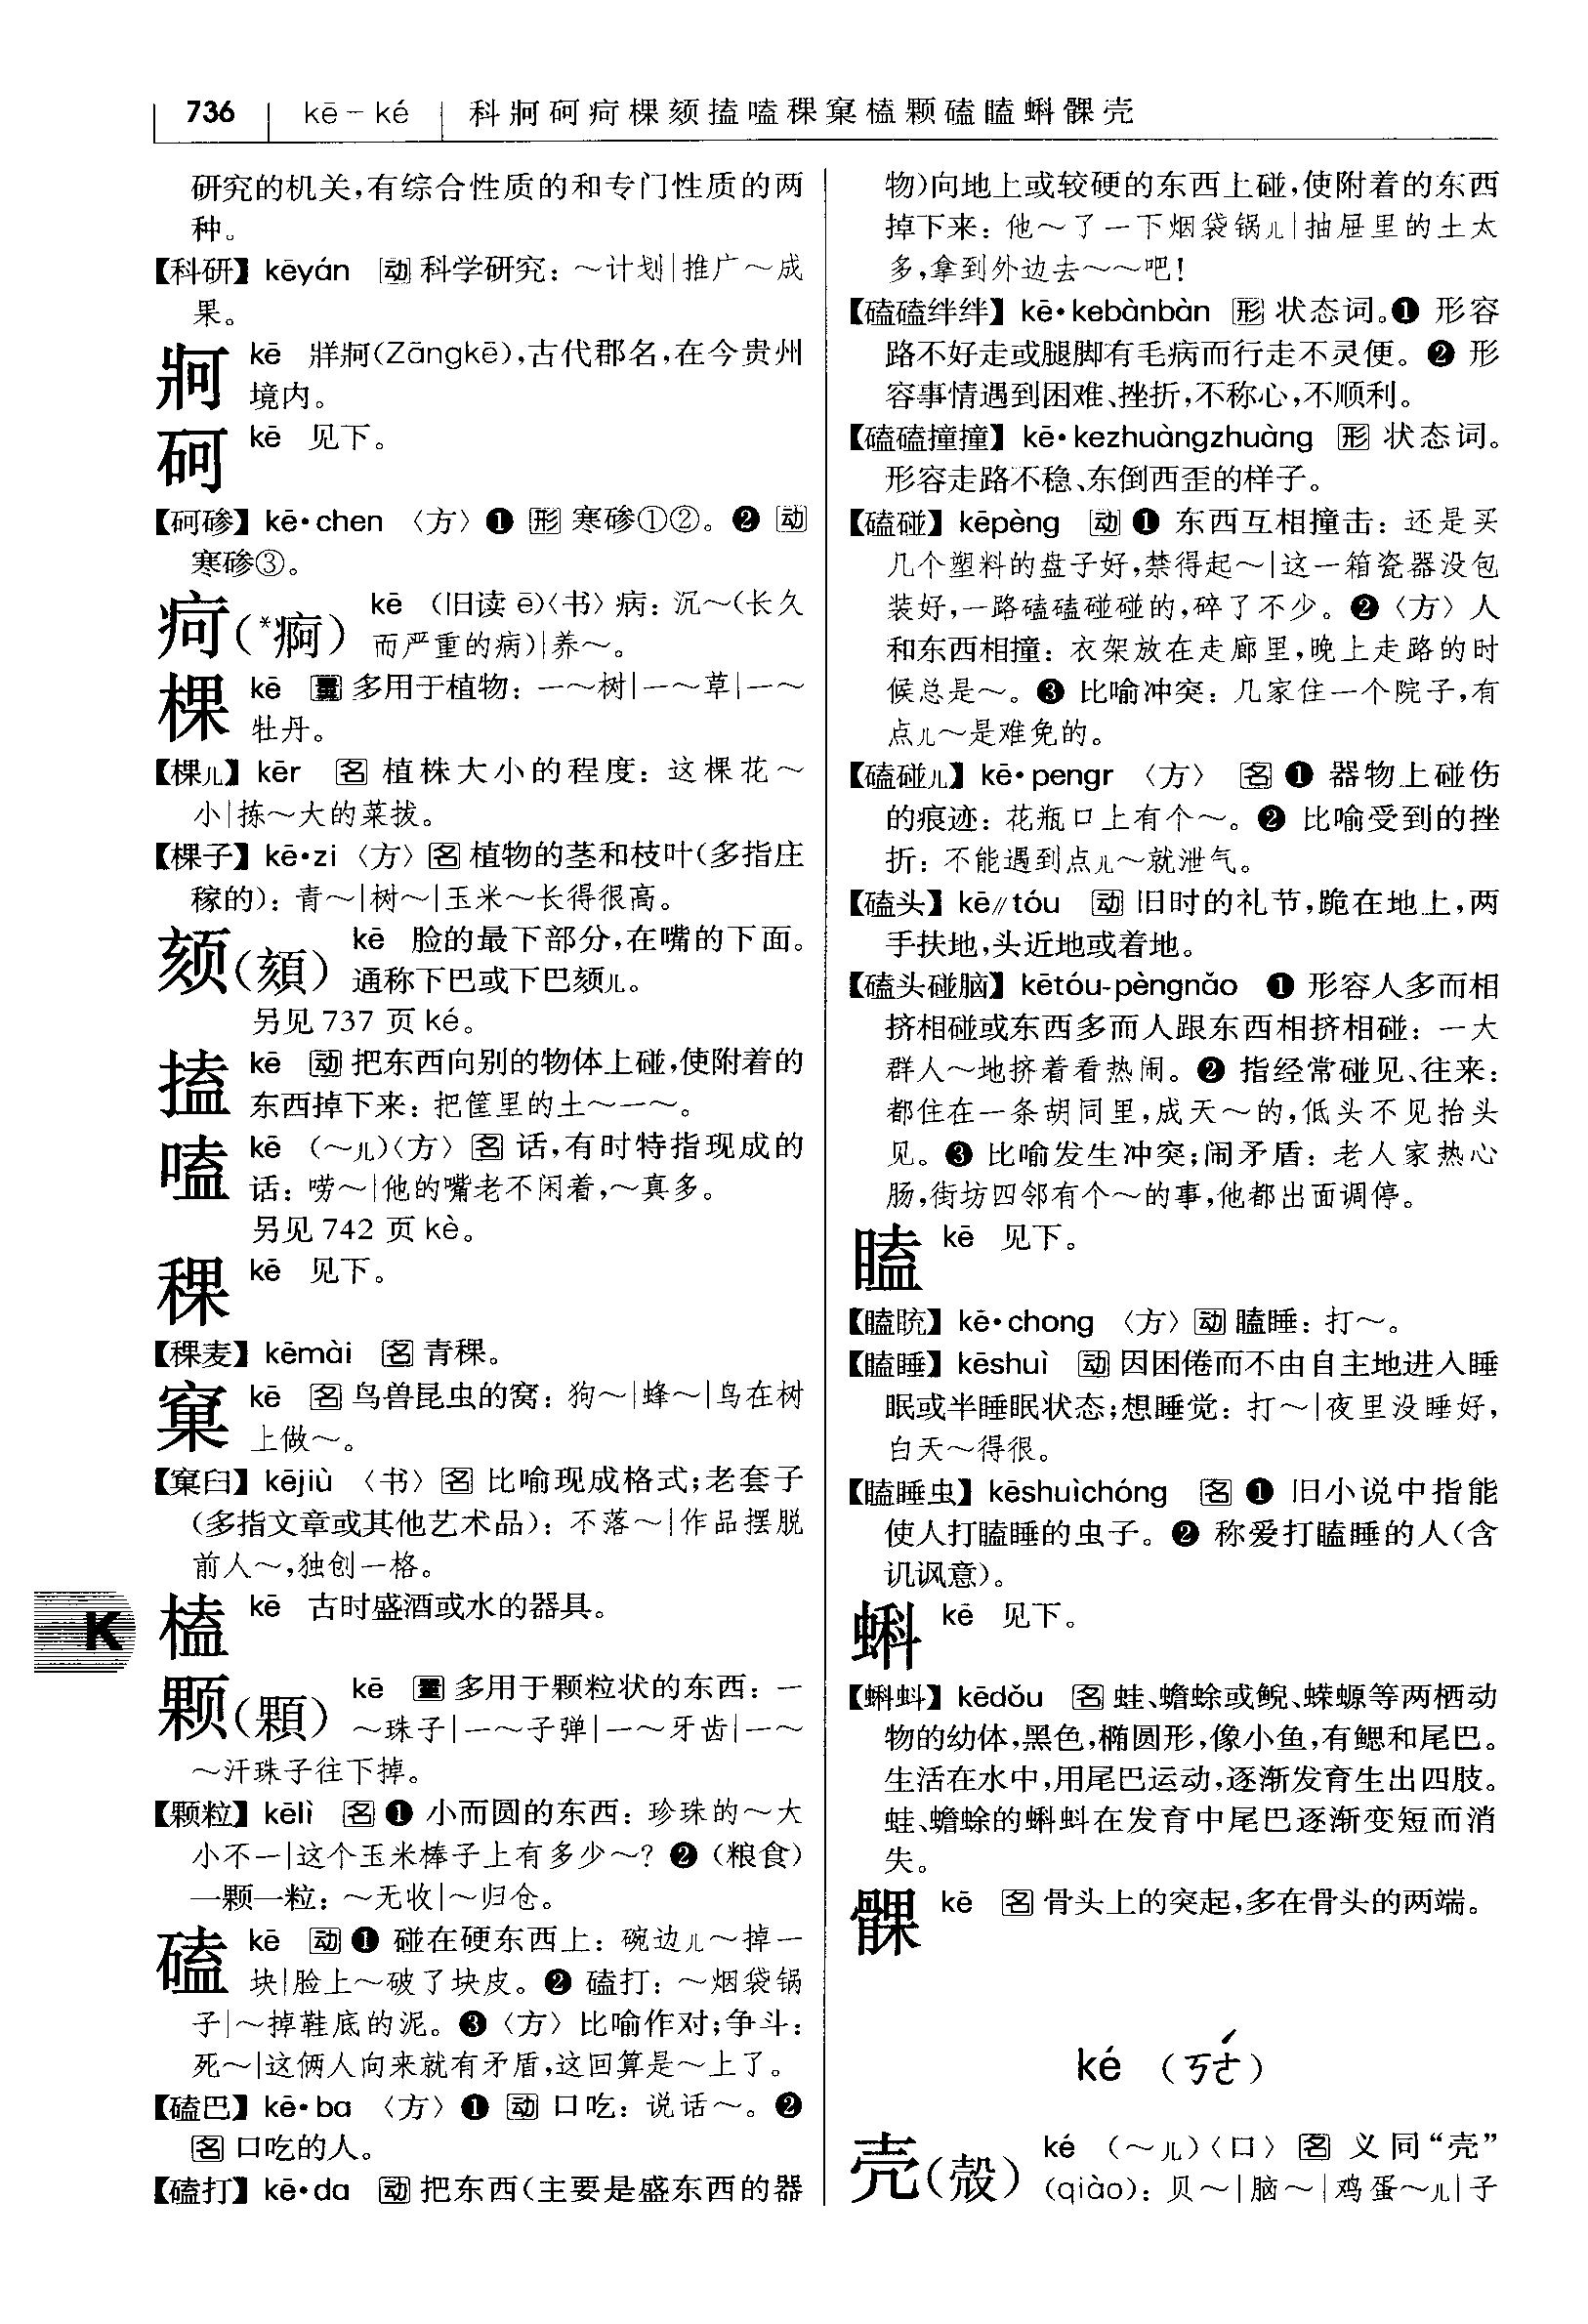 736 kē－ké 科牁砢疴棵颏搕嗑稞窠榼颗磕瞌蝌髁壳
研究的机关,有综合性质的和专门性质的两
种。
【科研】kēyán 动 科学研究：～计划|推广～成
果。
牁 kē 牂牁(Zāngkē),古代郡名,在今贵州
境内。
砢 kē 见下。
【砢碜】kē·chen 〈方〉❶ 形 寒碜①②。❷ 动
寒碜③。
疴(*痾) kē (旧读 ē)〈书〉病：沉～(长久
而严重的病)|养～。
棵 kē 量 多用于植物：一～树|一～草|一～
牡丹。
【棵儿】kēr 名 植株大小的程度：这棵花～
小|拣～大的菜拔。
【棵子】kē·zi 〈方〉名 植物的茎和枝叶(多指庄
稼的)：青～|树～|玉米～长得很高。
颏(頦) kē 脸的最下部分,在嘴的下面。
通称下巴或下巴颏儿。
另见 737 页 ké。
搕 kē 动 把东西向别的物体上碰,使附着的
东西掉下来：把筐里的土～一～。
嗑 kē (～儿)〈方〉名 话,有时特指现成的
话：唠～|他的嘴老不闲着,～真多。
另见 742 页 kè。
稞 kē 见下。
【稞麦】kēmài 名 青稞。
窠 kē 名 鸟兽昆虫的窝：狗～|蜂～|鸟在树
上做～。
【窠臼】kējiù 〈书〉名 比喻现成格式;老套子
(多指文章或其他艺术品)：不落～|作品摆脱
前人～,独创一格。
榼 kē 古时盛酒或水的器具。
K
颗(顆) kē 量 多用于颗粒状的东西：一
～珠子|一～子弹|一～牙齿|一～
～汗珠子往下掉。
【颗粒】kēlì 名 ❶ 小而圆的东西：珍珠的～大
小不一|这个玉米棒子上有多少～? ❷ (粮食)
一颗一粒：～无收|～归仓。
磕 kē 动 ❶ 碰在硬东西上：碗边儿～掉一
块|脸上～破了块皮。❷ 磕打：～烟袋锅
子|～掉鞋底的泥。❸〈方〉比喻作对;争斗：
死～|这俩人向来就有矛盾,这回算是～上了。
【磕巴】kē·ba 〈方〉❶ 动 口吃：说话～。❷
名 口吃的人。
【磕打】kē·da 动 把东西(主要是盛东西的器
物)向地上或较硬的东西上碰,使附着的东西
掉下来：他～了一下烟袋锅儿|抽屉里的土太
多,拿到外边去～～吧!
【磕磕绊绊】kē·kebànbàn 形 状态词。❶ 形容
路不好走或腿脚有毛病而行走不灵便。❷ 形
容事情遇到困难、挫折,不称心,不顺利。
【磕磕撞撞】kē·kezhuàngzhuàng 形 状态词。
形容走路不稳、东倒西歪的样子。
【磕碰】kēpèng 动 ❶ 东西互相撞击：还是买
几个塑料的盘子好,禁得起～|这一箱瓷器没包
装好,一路磕磕碰碰的,碎了不少。❷〈方〉人
和东西相撞：衣架放在走廊里,晚上走路的时
候总是～。❸ 比喻冲突：几家住一个院子,有
点儿～是难免的。
【磕碰儿】kē·pengr 〈方〉 名 ❶ 器物上碰伤
的痕迹：花瓶口上有个～。❷ 比喻受到的挫
折：不能遇到点儿～就泄气。
【磕头】kē//tóu 动 旧时的礼节,跪在地上,两
手扶地,头近地或着地。
【磕头碰脑】kētóu-pèngnǎo ❶ 形容人多而相
挤相碰或东西多而人跟东西相挤相碰：一大
群人～地挤着看热闹。❷ 指经常碰见、往来：
都住在一条胡同里,成天～的,低头不见抬头
见。❸ 比喻发生冲突;闹矛盾：老人家热心
肠,街坊四邻有个～的事,他都出面调停。
瞌 kē 见下。
【瞌䀐】kē·chong 〈方〉动 瞌睡：打～。
【瞌睡】kēshuì 动 因困倦而不由自主地进入睡
眠或半睡眠状态;想睡觉：打～|夜里没睡好,
白天～得很。
【瞌睡虫】kēshuìchóng 名 ❶ 旧小说中指能
使人打瞌睡的虫子。❷ 称爱打瞌睡的人(含
讥讽意)。
蝌 kē 见下。
【蝌蚪】kēdǒu 名 蛙、蟾蜍或鲵、蝾螈等两栖动
物的幼体,黑色,椭圆形,像小鱼,有鳃和尾巴。
生活在水中,用尾巴运动,逐渐发育生出四肢。
蛙、蟾蜍的蝌蚪在发育中尾巴逐渐变短而消
失。
髁 kē 名 骨头上的突起,多在骨头的两端。
ké (ㄎㄜˊ)
壳(殼) ké (～儿)〈口〉名 义同“壳”
(qiào)：贝～|脑～|鸡蛋～儿|子